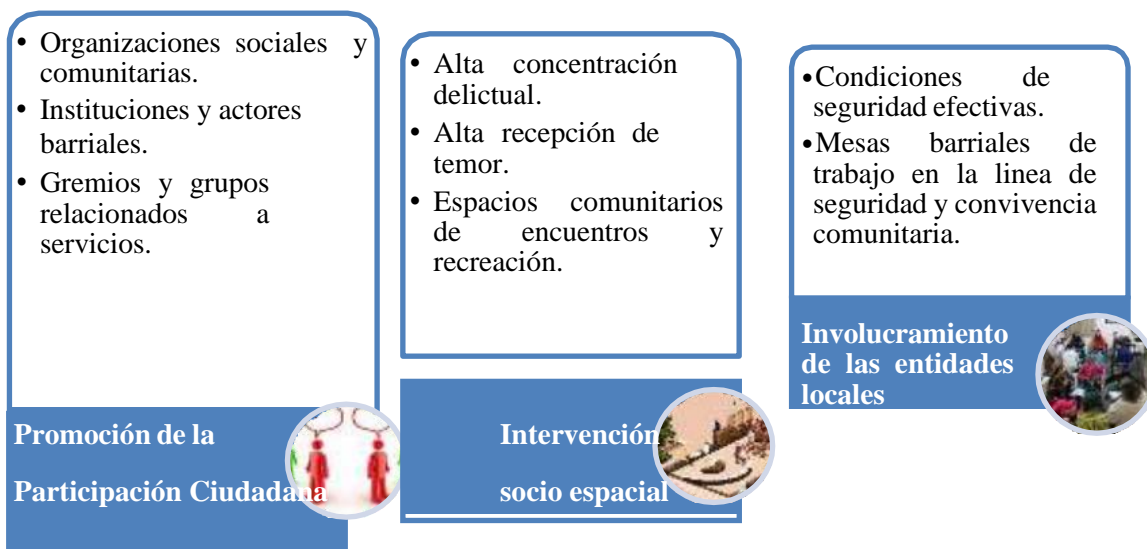 • Organizaciones sociales y
comunitarias.
• Instituciones y actores
barriales.
• Gremios y grupos
relacionados a
servicios.
Promoción de la
Participación Ciudadana
• Alta concentración
delictual.
• Alta recepción de
temor.
• Espacios comunitarios
de encuentros y
recreación.
Intervención
socio espacial
•Condiciones de
seguridad efectivas.
•Mesas barriales de
trabajo en la linea de
seguridad y convivencia
comunitaria.
Involucramiento
de las entidades
locales